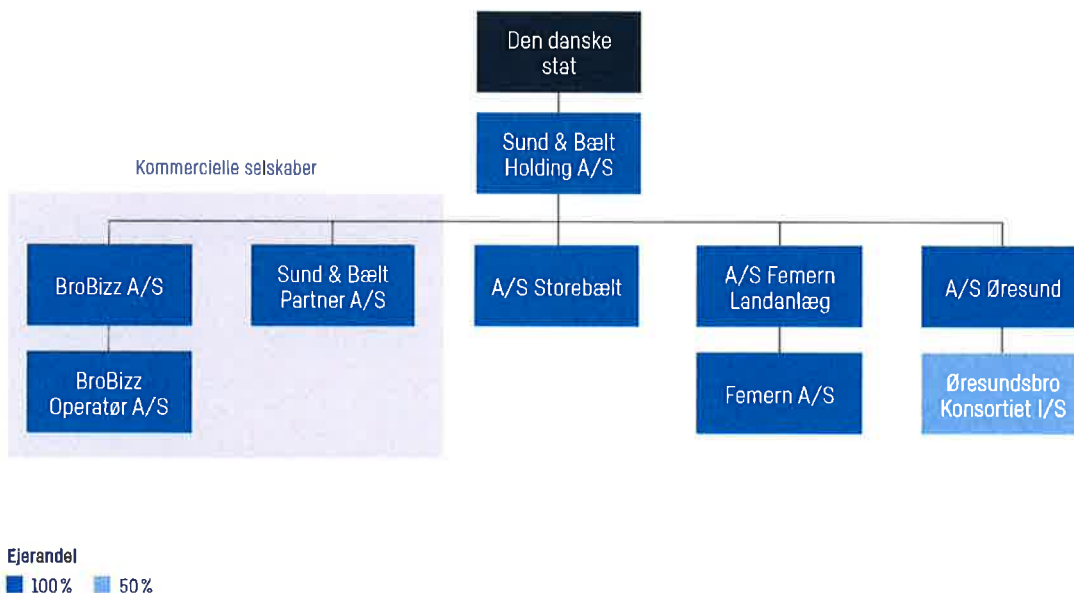 Den danske
stat
Sund & Bælt
Holding A/S
Kommercielle selskaber
BroBizz A/S
Sund & Bælt
Partner A/S
A/S Storebælt
A/S Femern
Landanlæg
A/S Øresund
BroBizz
Operatør A/S
Femern A/S
Øresundsbro
Konsortiet I/S
Ejerandel
100%
50%